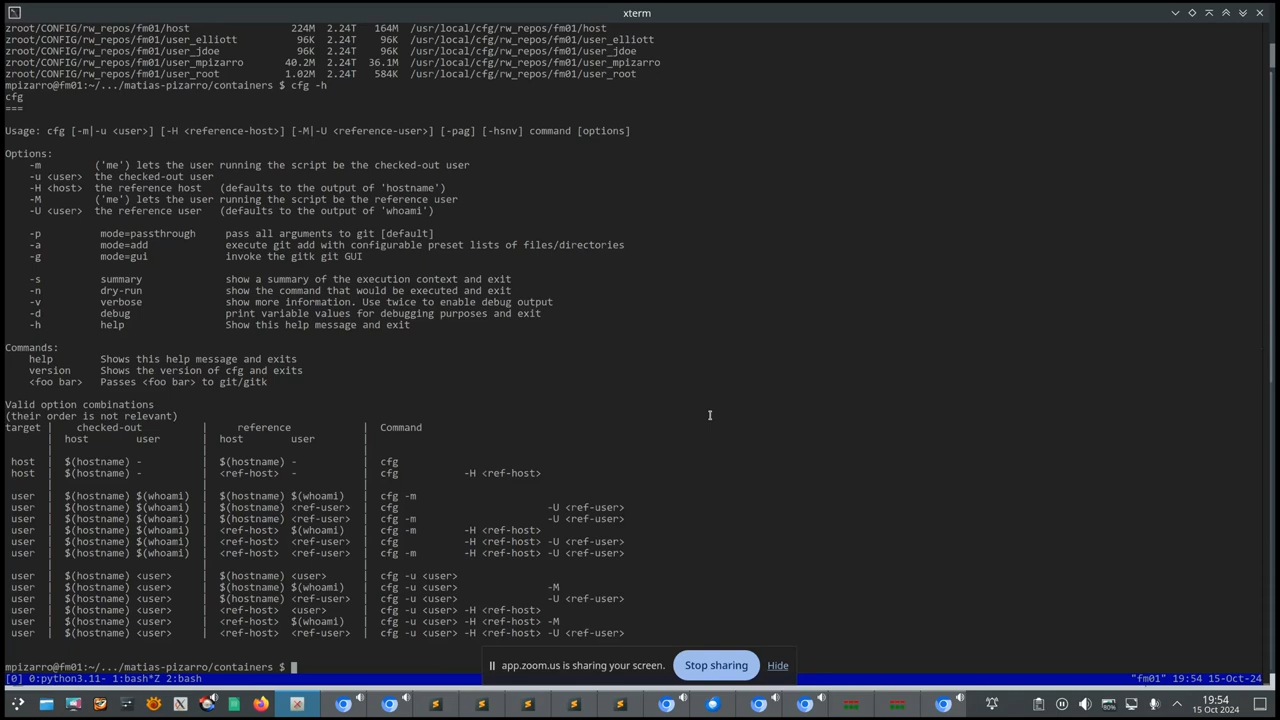 xterm
zroot/CONFIG/rw_repos/fm01/host 224M 2.24T 164M /usr/local/cfg/rw_repos/fm01/host
zroot/CONFIG/rw_repos/fm01/user_elliott 96K 2.24T 96K /usr/local/cfg/rw_repos/fm01/user_elliott
zroot/CONFIG/rw_repos/fm01/user_jdoe 96K 2.24T 96K /usr/local/cfg/rw_repos/fm01/user_jdoe
zroot/CONFIG/rw_repos/fm01/user_mpizarro 40.2M 2.24T 36.1M /usr/local/cfg/rw_repos/fm01/user_mpizarro
zroot/CONFIG/rw_repos/fm01/user_root 1.02M 2.24T 584K /usr/local/cfg/rw_repos/fm01/user_root
mpizarro@fm01:~/.../matias-pizarro/containers $ cfg -h
cfg
===
Usage: cfg [-m|-u <user>] [-H <reference-host>] [-M|-U <reference-user>] [-pag] [-hsnv] command [options]
Options:
-m ('me') lets the user running the script be the checked-out user
-u <user> the checked-out user
-H <host> the reference host (defaults to the output of 'hostname')
-M ('me') lets the user running the script be the reference user
-U <user> the reference user (defaults to the output of 'whoami')
-p mode=passthrough pass all arguments to git [default]
-a mode=add execute git add with configurable preset lists of files/directories
-g mode=gui invoke the gitk git GUI
-s summary show a summary of the execution context and exit
-n dry-run show the command that would be executed and exit
-v verbose show more information. Use twice to enable debug output
-d debug print variable values for debugging purposes and exit
-h help Show this help message and exit
Commands:
help Shows this help message and exits
version Shows the version of cfg and exits
<foo bar> Passes <foo bar> to git/gitk
Valid option combinations
(their order is not relevant)
target | checked-out | reference | Command
| host user | host user |
| | |
host | $(hostname) - | $(hostname) - | cfg
host | $(hostname) - | <ref-host> - | cfg -H <ref-host>
| | |
user | $(hostname) $(whoami) | $(hostname) $(whoami) | cfg -m
user | $(hostname) $(whoami) | $(hostname) <ref-user> | cfg -U <ref-user>
user | $(hostname) $(whoami) | $(hostname) <ref-user> | cfg -m -U <ref-user>
user | $(hostname) $(whoami) | <ref-host> $(whoami) | cfg -m -H <ref-host>
user | $(hostname) $(whoami) | <ref-host> <ref-user> | cfg -H <ref-host> -U <ref-user>
user | $(hostname) $(whoami) | <ref-host> <ref-user> | cfg -m -H <ref-host> -U <ref-user>
| | |
user | $(hostname) <user> | $(hostname) <user> | cfg -u <user>
user | $(hostname) <user> | $(hostname) $(whoami) | cfg -u <user> -M
user | $(hostname) <user> | $(hostname) <ref-user> | cfg -u <user> -U <ref-user>
user | $(hostname) <user> | <ref-host> <user> | cfg -u <user> -H <ref-host>
user | $(hostname) <user> | <ref-host> $(whoami) | cfg -u <user> -H <ref-host> -M
user | $(hostname) <user> | <ref-host> <ref-user> | cfg -u <user> -H <ref-host> -U <ref-user>
mpizarro@fm01:~/.../matias-pizarro/containers $
app.zoom.us is sharing your screen. Stop sharing Hide
[0] 0:python3.11- 1:bash*Z 2:bash "fm01" 19:54 15-Oct-24
80%
19:54
15 Oct 2024